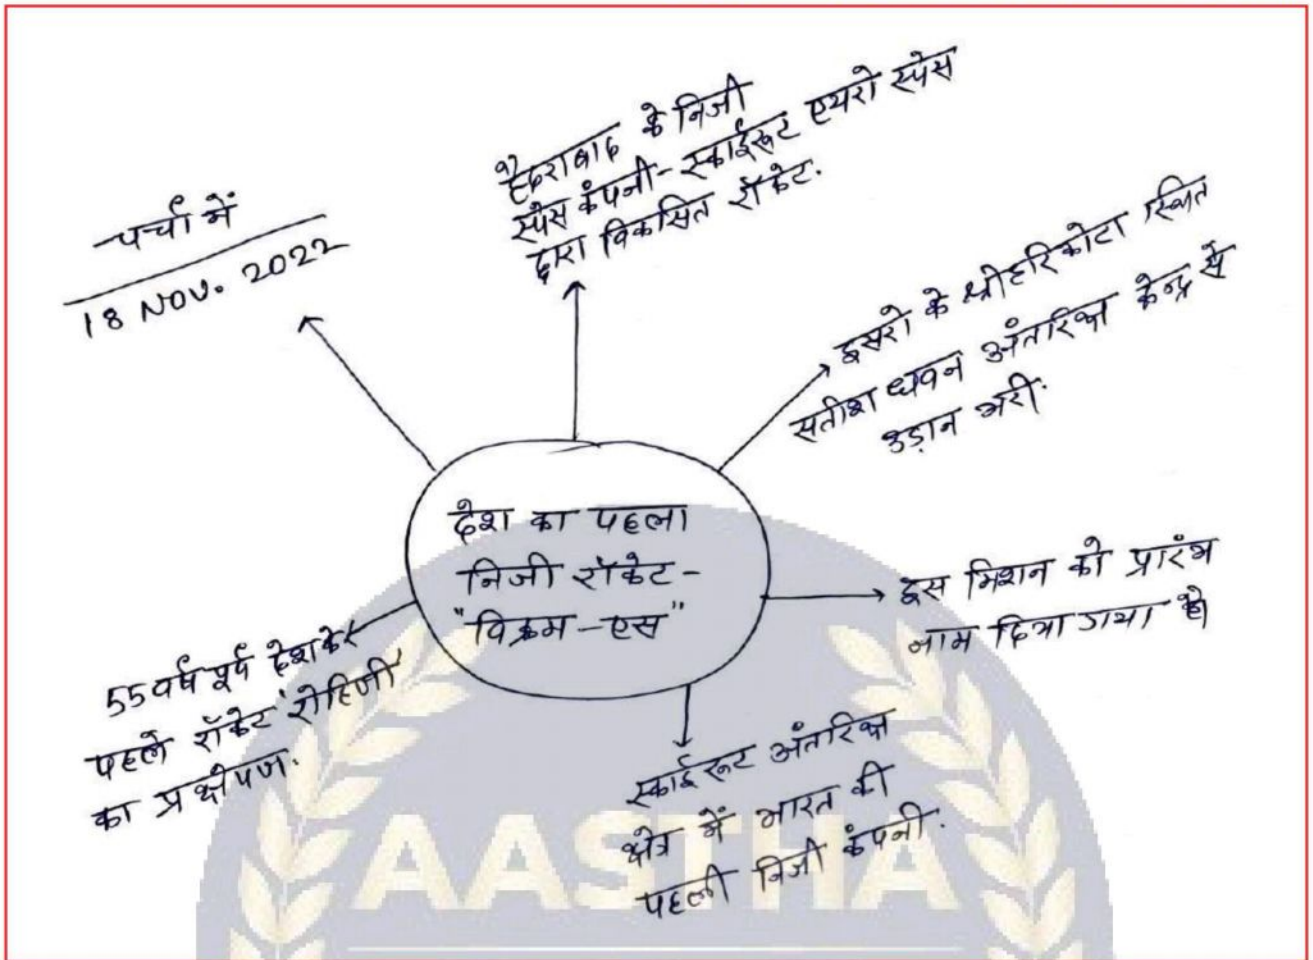 चर्चा में
18 NOV. 2022
हैदराबाद के निजी
स्पेस कंपनी- स्काईरूट एयरो स्पेस
द्वारा विकसित रॉकेट.
इसरो के श्रीहरिकोटा स्थित
सतीश धवन अंतरिक्ष केन्द्र से
उड़ान भरी.
देश का पहला
निजी रॉकेट-
"विक्रम-एस"
इस मिशन को प्रारंभ
नाम दिया गया है
55 वर्ष पूर्व देश के
पहले रॉकेट 'रोहिणी'
का प्रक्षेपण.
स्काईरूट अंतरिक्ष
क्षेत्र में भारत की
पहली निजी कंपनी.
AASTHA